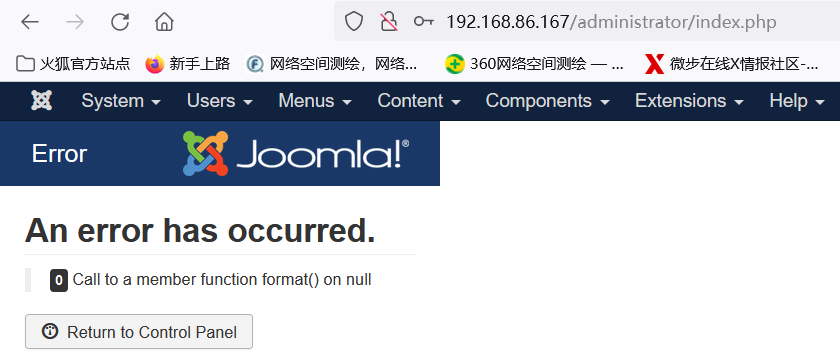 192.168.86.167/administrator/index.php
火狐官方站点 新手上路 网络空间测绘，网络... 360网络空间测绘 — ... 微步在线X情报社区-...
System Users Menus Content Components Extensions Help
Error Joomla!®
An error has occurred.
0 Call to a member function format() on null
Return to Control Panel